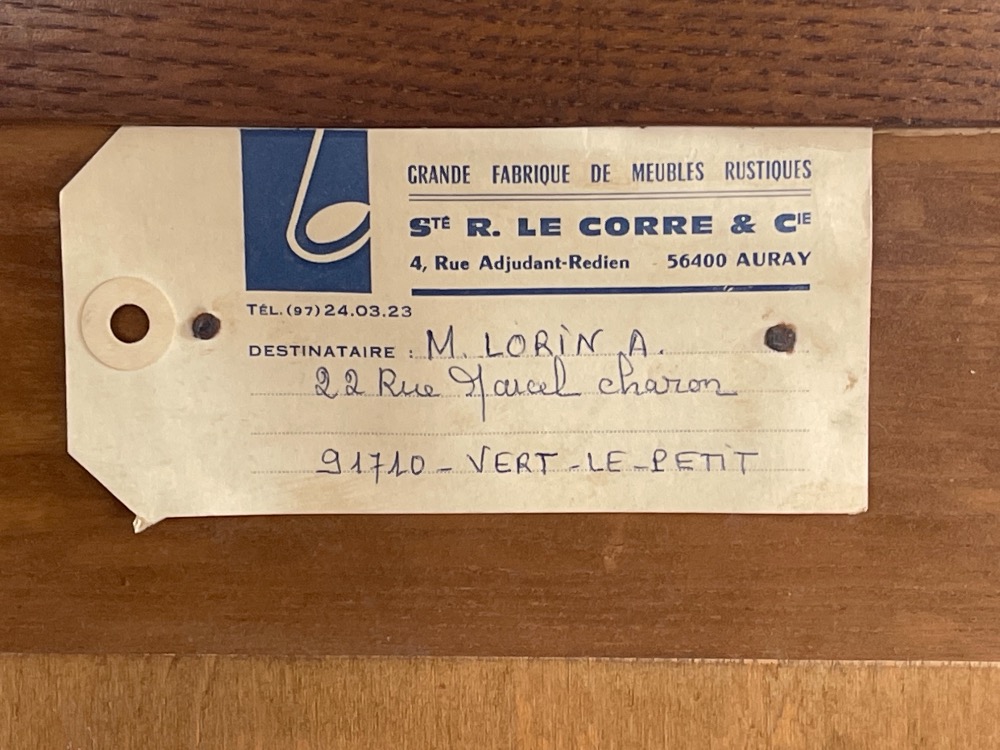 GRANDE FABRIQUE DE MEUBLES RUSTIQUES
STÉ R. LE CORRE & CIE
4, Rue Adjudant-Redien 56400 AURAY
TÉL. (97) 24.03.23
DESTINATAIRE : M. LORIN A.
22 Rue Marcel charon
91710 - VERT - LE - PETIT